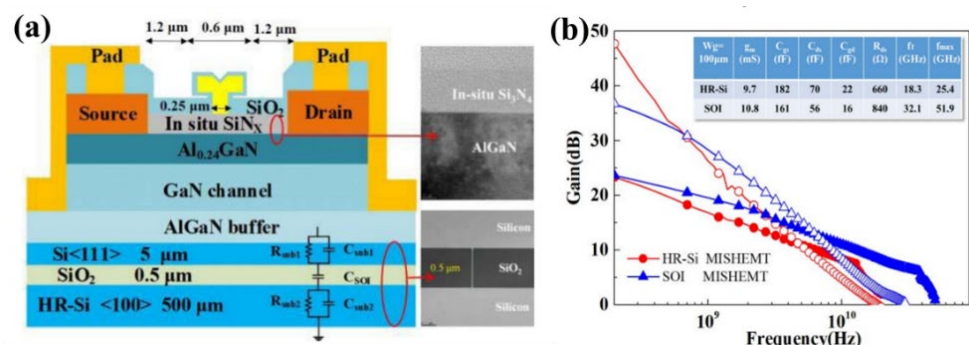 (a)
1.2 μm 0.6 μm 1.2 μm
Pad Pad
0.25 μm SiO₂
Source Drain
In situ SiNₓ
Al₀.₂₄GaN
GaN channel
AlGaN buffer
Si<111> 5 μm
SiO₂ 0.5 μm
HR-Si <100> 500 μm
Rsub1 Csub1
CSOI
Rsub2 Csub2
In-situ Si₃N₄
AlGaN
Silicon
0.5 μm SiO₂
Silicon
(b)
Gain(dB)
50
40
30
20
10
0
Wg= 100μm gm (mS) Cgs (fF) Cds (fF) Cgd (fF) Rds (Ω) fT (GHz) fmax (GHz)
HR-Si 9.7 182 70 22 660 18.3 25.4
SOI 10.8 161 56 16 840 32.1 51.9
HR-Si MISHEMT
SOI MISHEMT
10⁹ 10¹⁰
Frequency(Hz)